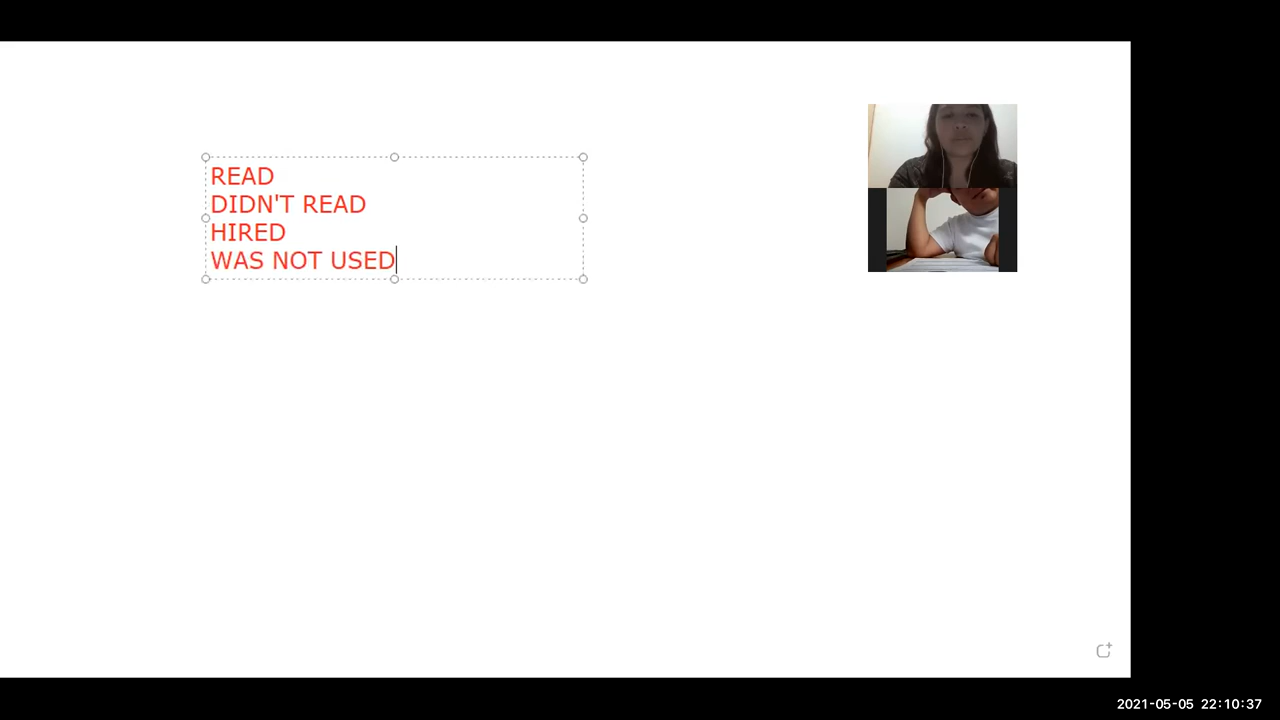 READ
DIDN'T READ
HIRED
WAS NOT USED
2021-05-05 22:10:37